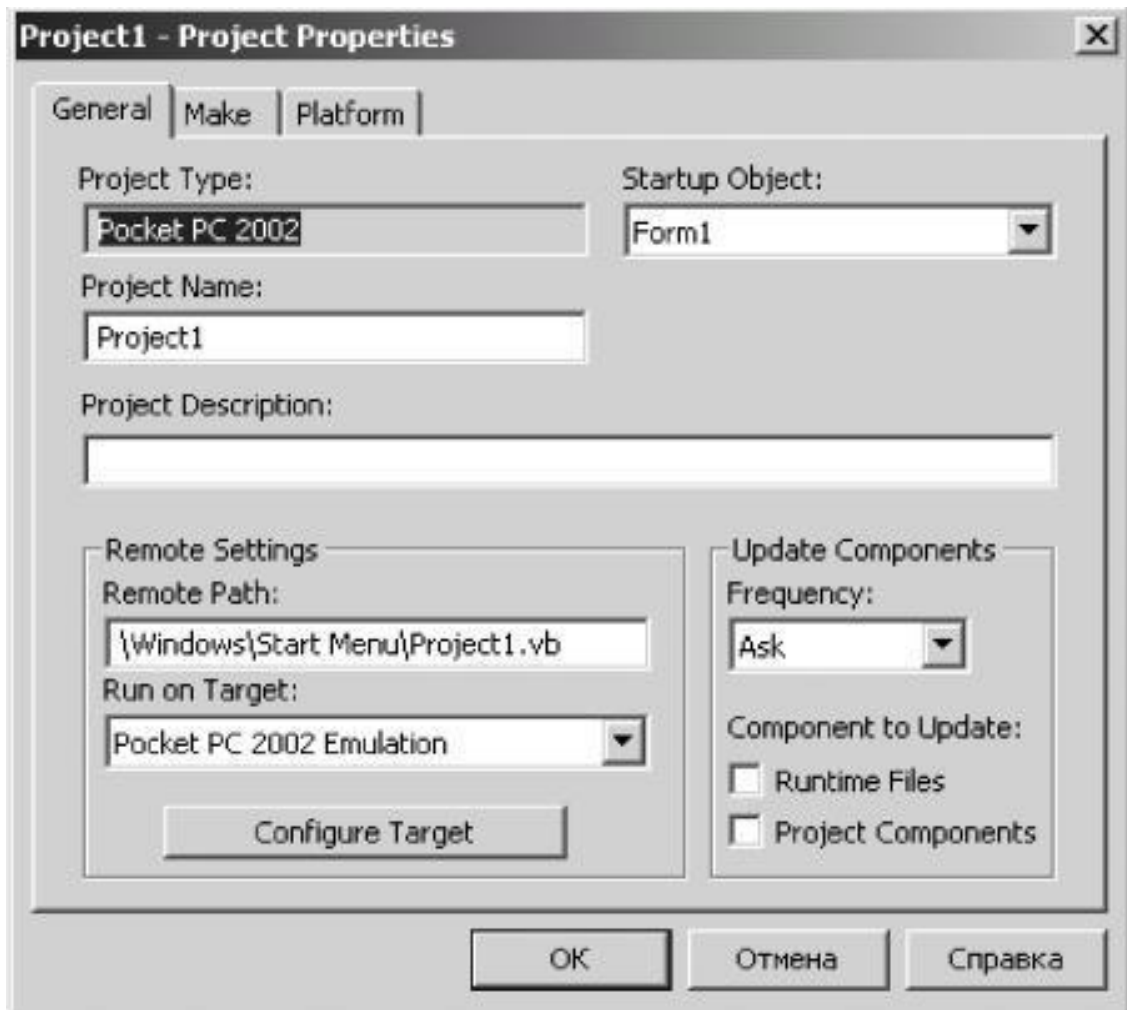 Project1 - Project Properties
General Make Platform
Project Type: Startup Object:
Pocket PC 2002 Form1
Project Name:
Project1
Project Description:
Remote Settings
Remote Path:
\Windows\Start Menu\Project1.vb
Run on Target:
Pocket PC 2002 Emulation
Configure Target
Update Components
Frequency:
Ask
Component to Update:
Runtime Files
Project Components
OK Отмена Справка